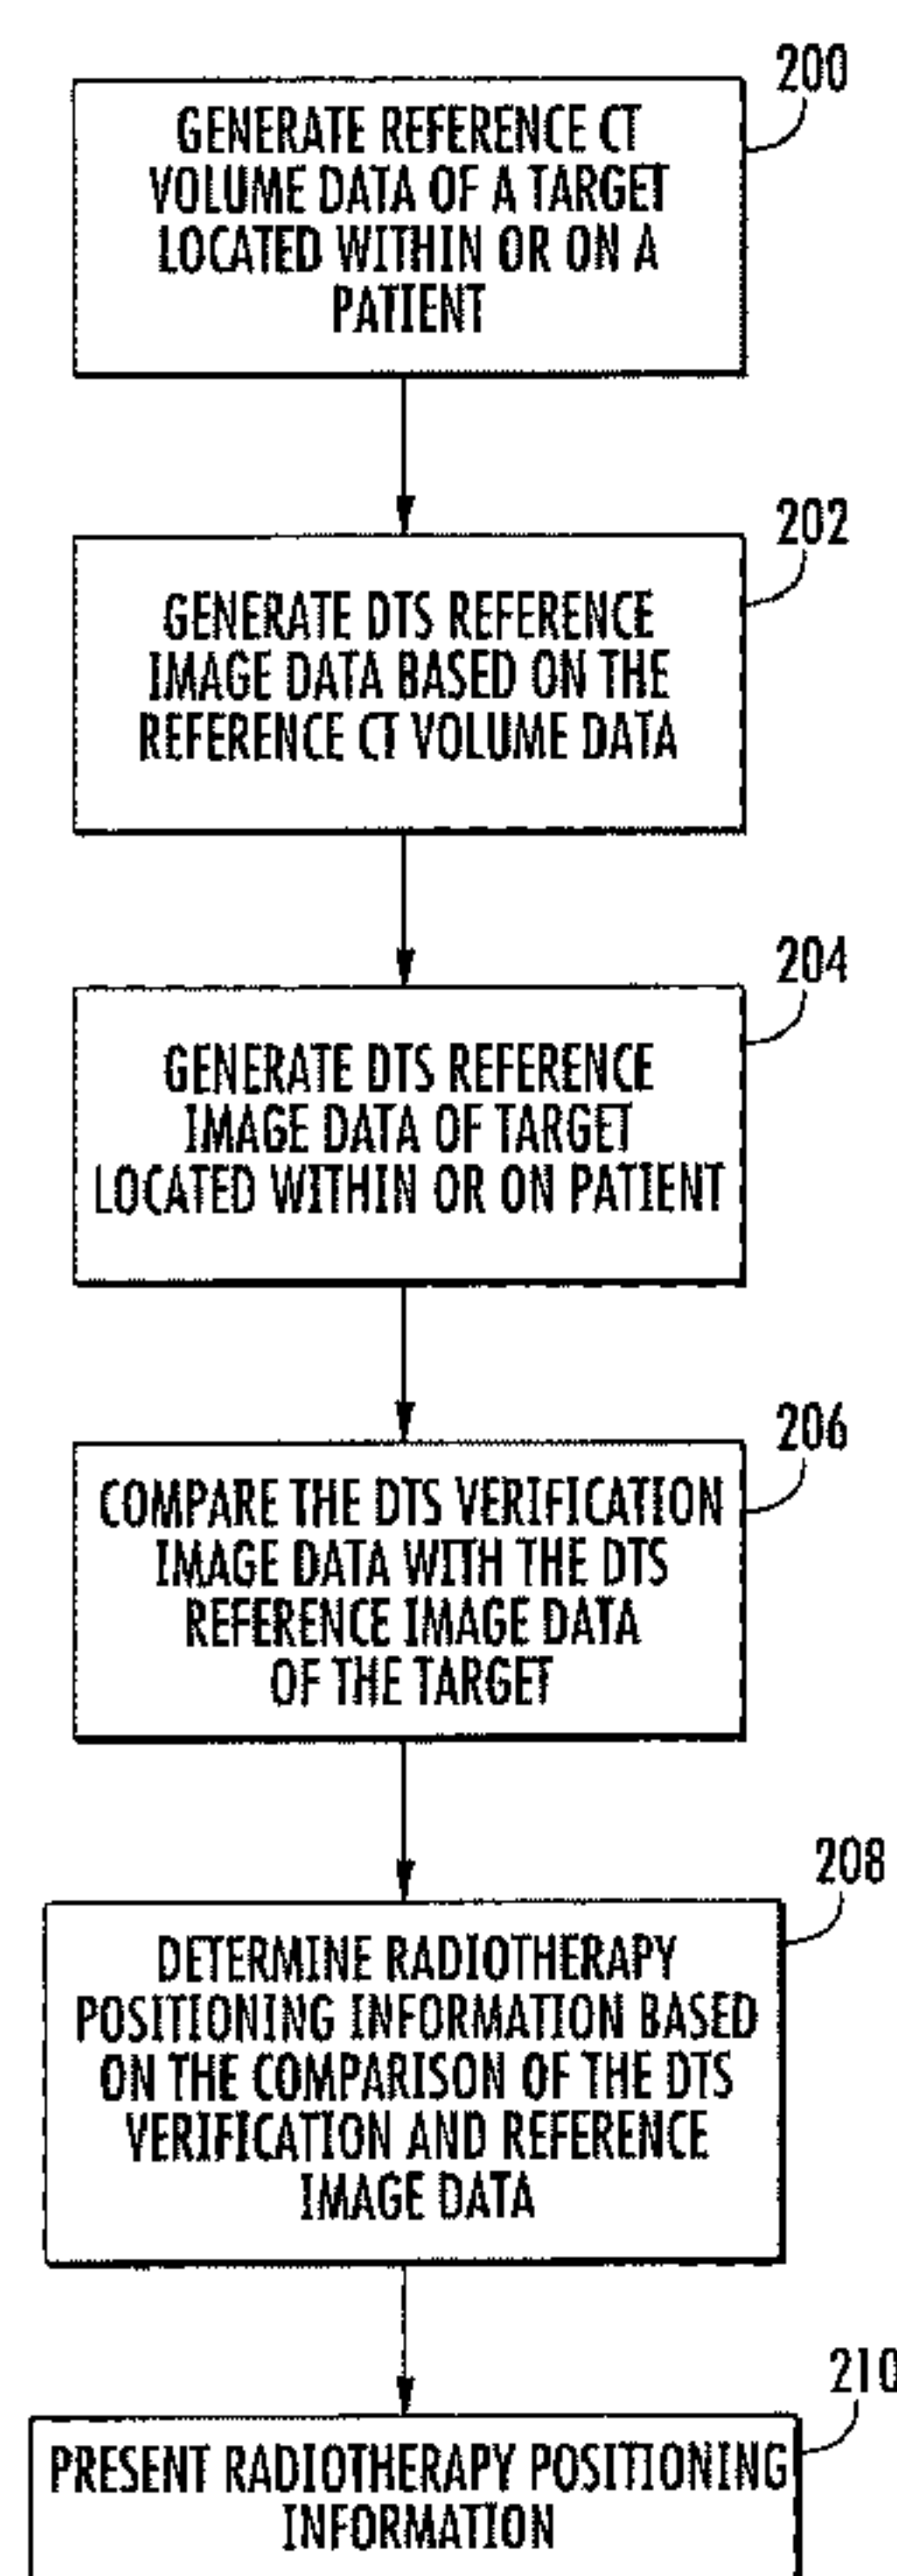 200
GENERATE REFERENCE CT
VOLUME DATA OF A TARGET
LOCATED WITHIN OR ON A
PATIENT
202
GENERATE DTS REFERENCE
IMAGE DATA BASED ON THE
REFERENCE CT VOLUME DATA
204
GENERATE DTS REFERENCE
IMAGE DATA OF TARGET
LOCATED WITHIN OR ON PATIENT
206
COMPARE THE DTS VERIFICATION
IMAGE DATA WITH THE DTS
REFERENCE IMAGE DATA
OF THE TARGET
208
DETERMINE RADIOTHERAPY
POSITIONING INFORMATION BASED
ON THE COMPARISON OF THE DTS
VERIFICATION AND REFERENCE
IMAGE DATA
210
PRESENT RADIOTHERAPY POSITIONING
INFORMATION